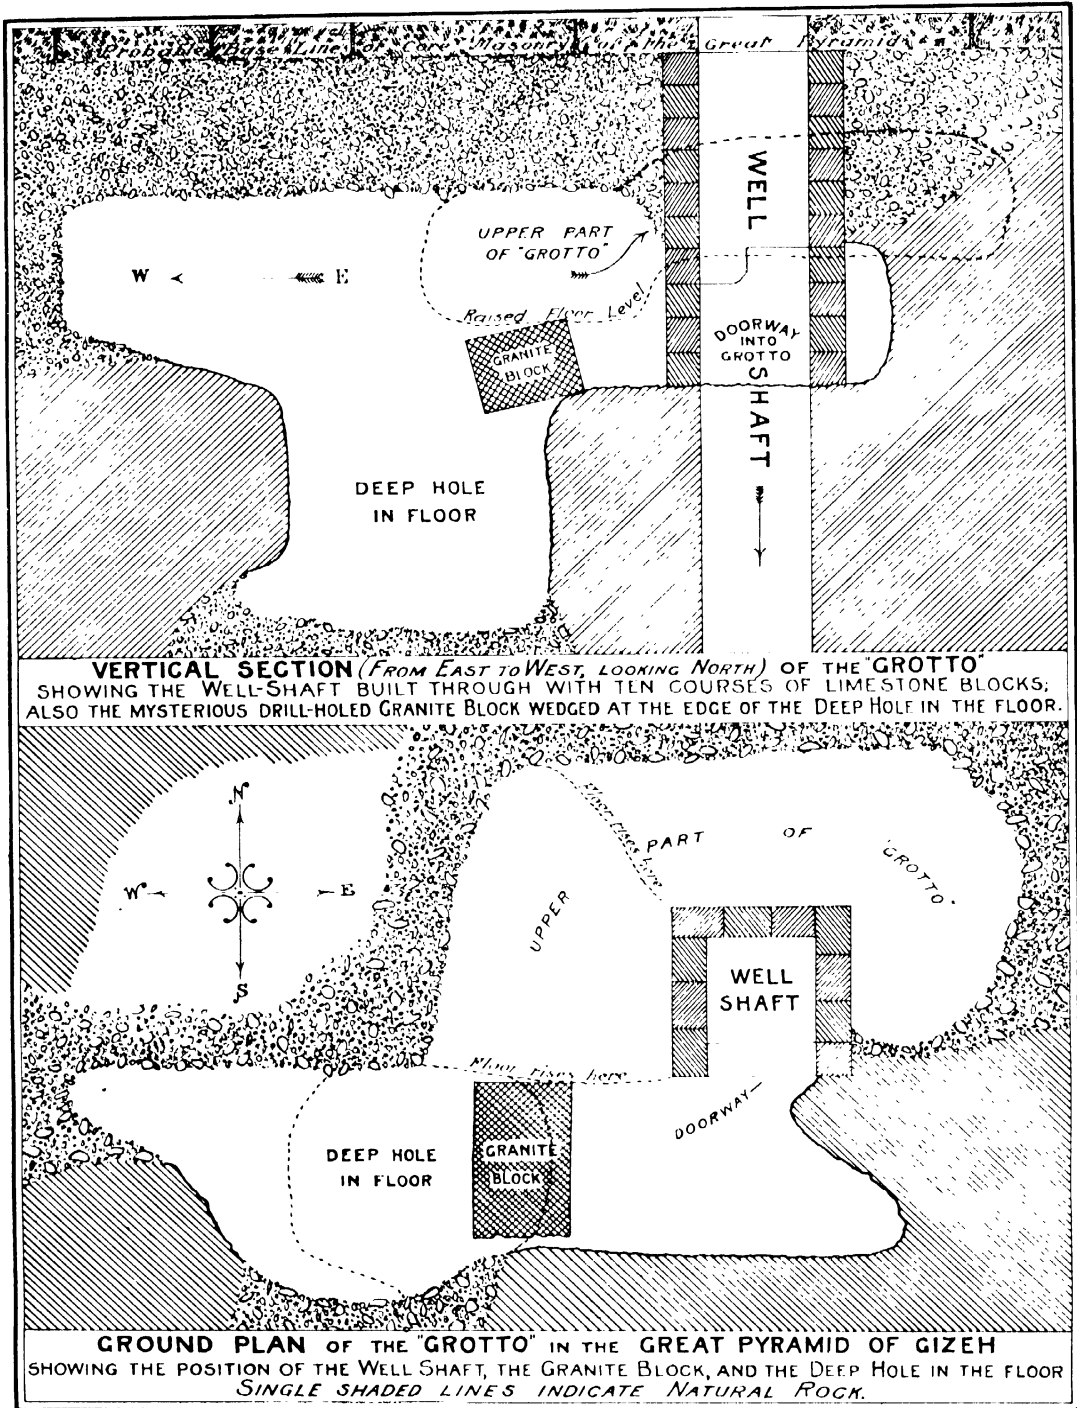 Probable Base Line of Core Masonry of the Great Pyramid
WELL
UPPER PART
OF "GROTTO"
W E
Raised Floor Level
GRANITE
BLOCK
DOORWAY
INTO
GROTTO
SHAFT
DEEP HOLE
IN FLOOR
VERTICAL SECTION (FROM EAST TO WEST, LOOKING NORTH) OF THE "GROTTO"
SHOWING THE WELL-SHAFT BUILT THROUGH WITH TEN COURSES OF LIMESTONE BLOCKS;
ALSO THE MYSTERIOUS DRILL-HOLED GRANITE BLOCK WEDGED AT THE EDGE OF THE DEEP HOLE IN THE FLOOR.
N
W E
S
Floor rises here
UPPER PART OF "GROTTO"
WELL
SHAFT
Floor rises here
DOORWAY
DEEP HOLE
IN FLOOR
GRANITE
BLOCK
GROUND PLAN OF THE "GROTTO" IN THE GREAT PYRAMID OF GIZEH
SHOWING THE POSITION OF THE WELL SHAFT, THE GRANITE BLOCK, AND THE DEEP HOLE IN THE FLOOR
SINGLE SHADED LINES INDICATE NATURAL ROCK.